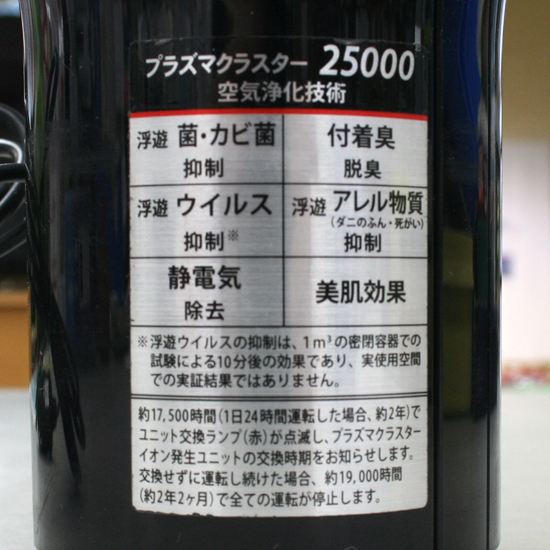 プラズマクラスター 25000
空気浄化技術
浮遊 菌・カビ菌
抑制
付着臭
脱臭
浮遊 ウイルス
抑制※
浮遊 アレル物質
(ダニのふん・死がい)
抑制
静電気
除去
美肌効果
※浮遊ウイルスの抑制は、1m³の密閉容器での
試験による10分後の効果であり、実使用空間
での実証結果ではありません。
約17,500時間(1日24時間運転した場合、約2年)で
ユニット交換ランプ(赤)が点滅し、プラズマクラスター
イオン発生ユニットの交換時期をお知らせします。
交換せずに運転し続けた場合、約19,000時間
(約2年2ヶ月)で全ての運転が停止します。